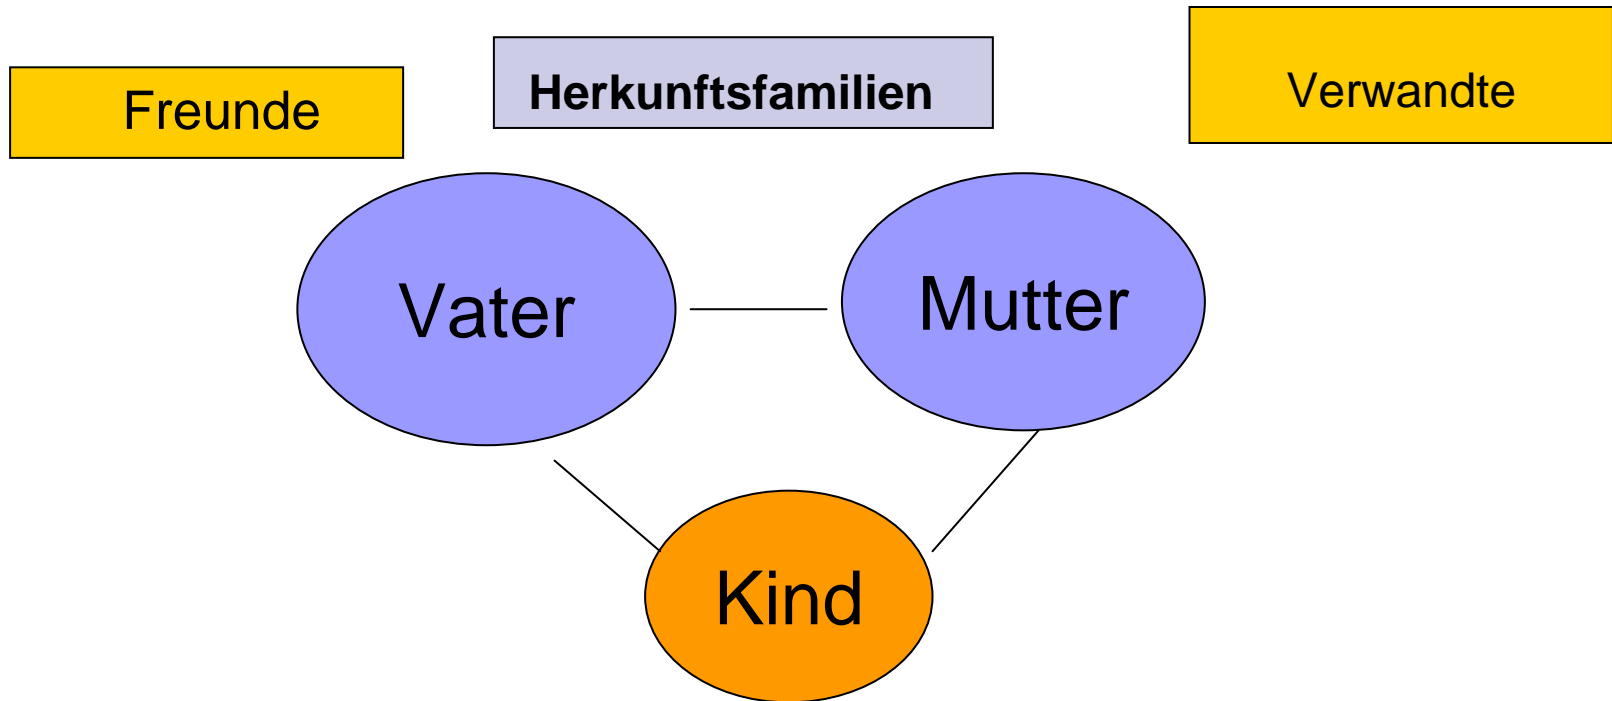 Freunde
Herkunftsfamilien
Verwandte
Vater
Mutter
Kind